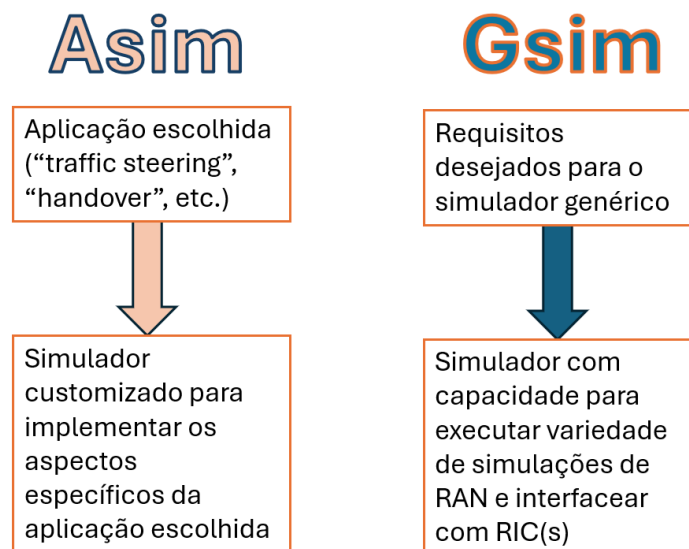 Asim
Aplicação escolhida
(“traffic steering”,
“handover”, etc.)
Simulador
customizado para
implementar os
aspectos
específicos da
aplicação escolhida
Gsim
Requisitos
desejados para o
simulador genérico
Simulador com
capacidade para
executar variedade
de simulações de
RAN e interfacear
com RIC(s)